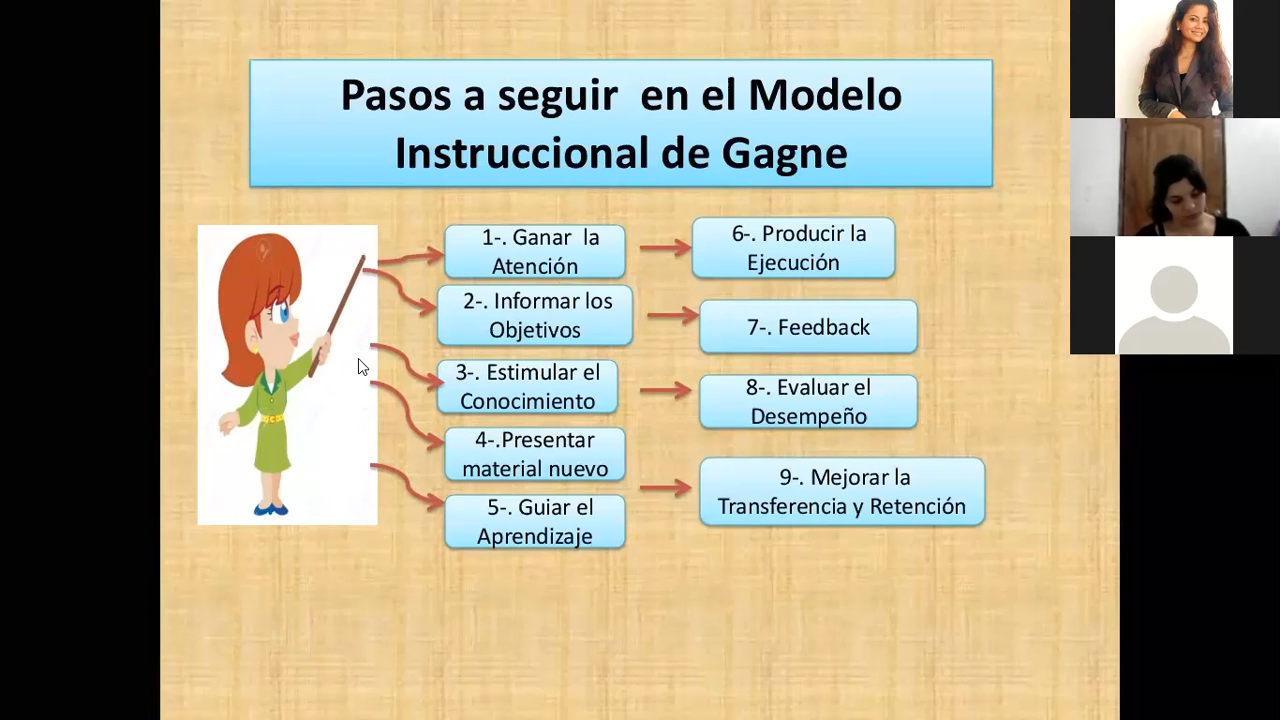 Pasos a seguir en el Modelo
Instruccional de Gagne
1-. Ganar la
Atención
2-. Informar los
Objetivos
3-. Estimular el
Conocimiento
4-.Presentar
material nuevo
5-. Guiar el
Aprendizaje
6-. Producir la
Ejecución
7-. Feedback
8-. Evaluar el
Desempeño
9-. Mejorar la
Transferencia y Retención